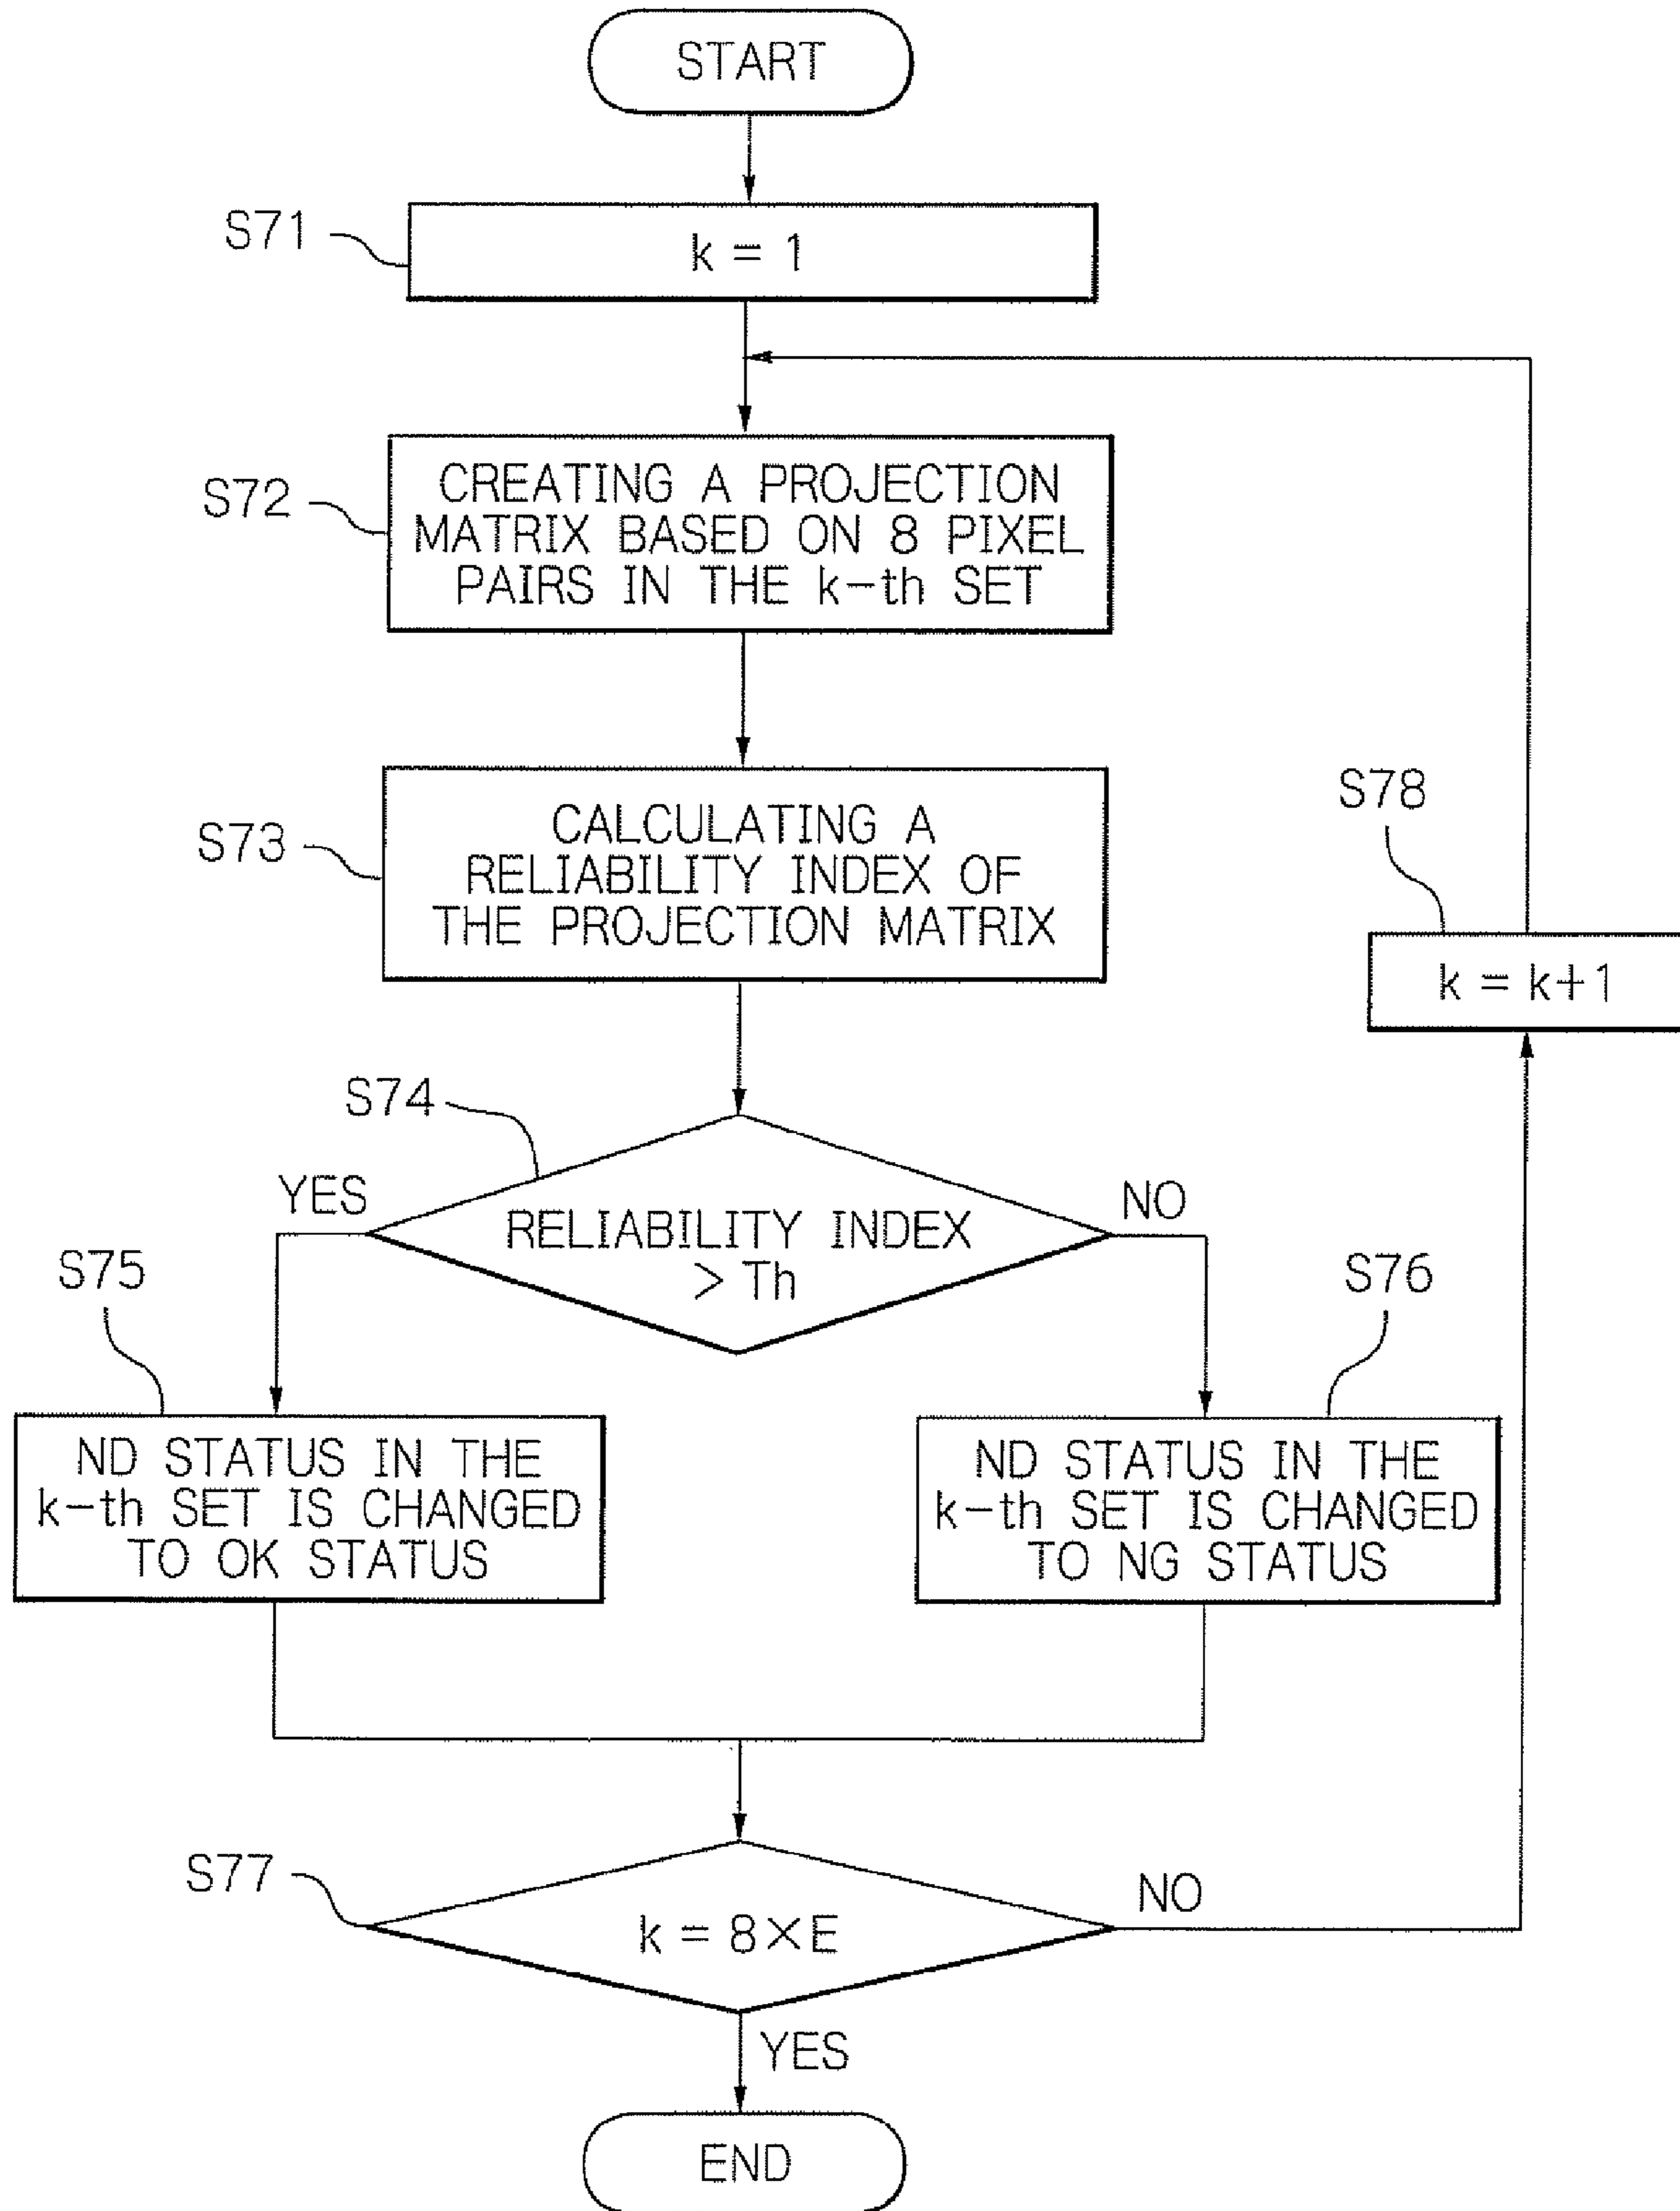 START
S71
k = 1
S72
CREATING A PROJECTION
MATRIX BASED ON 8 PIXEL
PAIRS IN THE k-th SET
S73
CALCULATING A
RELIABILITY INDEX OF
THE PROJECTION MATRIX
S78
k = k+1
S74
YES
RELIABILITY INDEX
> Th
NO
S75
ND STATUS IN THE
k-th SET IS CHANGED
TO OK STATUS
S76
ND STATUS IN THE
k-th SET IS CHANGED
TO NG STATUS
S77
k = 8×E
NO
YES
END